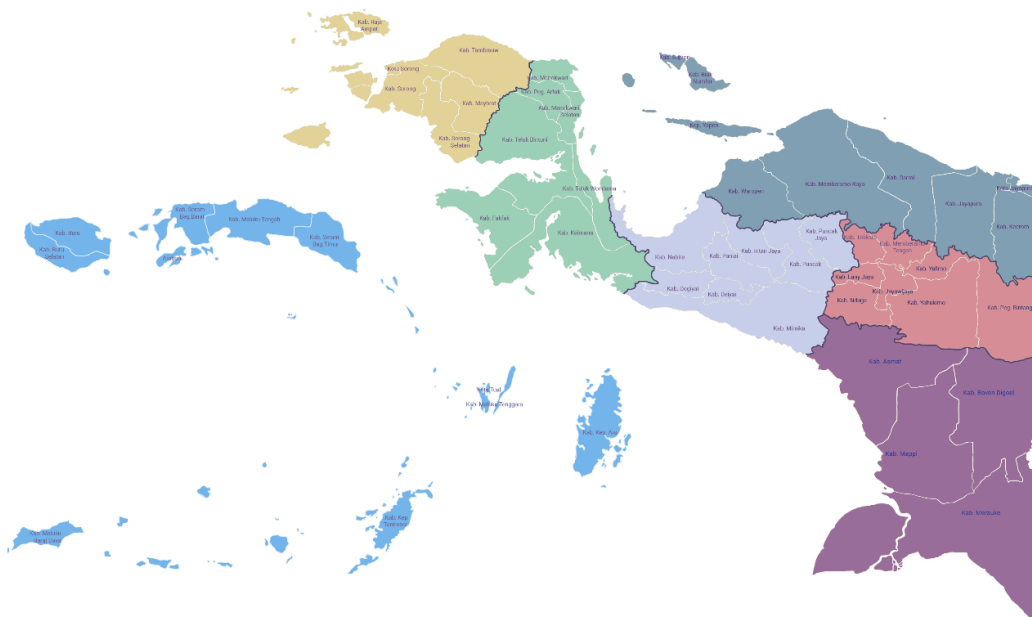 Kab. Raja
Ampat
Kab. Tambrauw
Kota Sorong
Kab. Sorong
Kab. Maybrat
Kab. Sorong
Selatan
Kab. Manokwari
Kab. Peg. Arfak
Kab. Manokwari
Selatan
Kab. Teluk Bintuni
Kab. Teluk Wondama
Kab. Fakfak
Kab. Kaimana
Kab. Supiori
Kab. Biak
Numfor
Kep. Yapen
Kab. Waropen
Kab. Mamberamo Raya
Kab. Sarmi
Kab. Jayapura
Kab. Keerom
Kab. Puncak
Jaya
Kab. Intan Jaya
Kab. Puncak
Kab. Paniai
Kab. Nabire
Kab. Dogiyai
Kab. Deiyai
Kab. Mimika
Kab. Tolikara
Tengah
Kab. Yalimo
Kab. Lany Jaya
Kab. Jayawijaya
Kab. Nduga
Kab. Yahukimo
Kab. Peg. Bintang
Kab. Asmat
Kab. Boven Digoel
Kab. Mappi
Kab. Merauke
Kab. Buru
Kab. Buru
Selatan
Kab. Seram
Bag. Barat
Kab. Maluku Tengah
Kab. Seram
Bag. Timur
Ambon
Kota Tual
Kab. Maluku Tenggara
Kab. Kep. Aru
Kab. Kep
Tanimbar
Kab. Maluku
Barat Daya